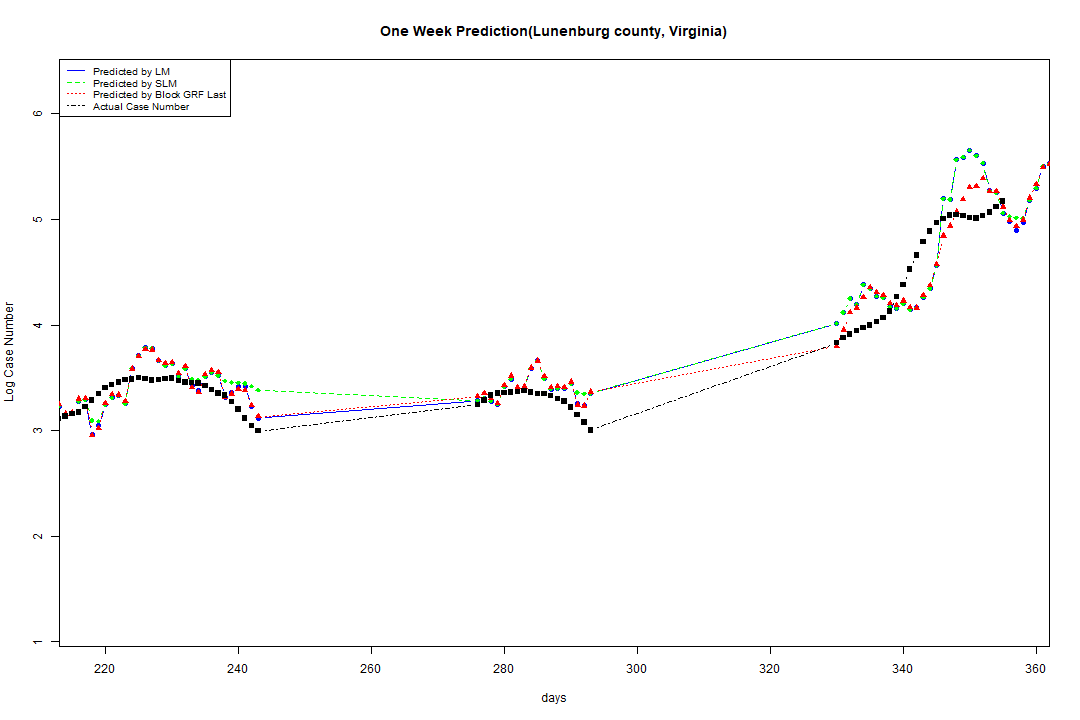 One Week Prediction(Lunenburg county, Virginia)
Predicted by LM
Predicted by SLM
Predicted by Block GRF Last
Actual Case Number
6
5
4
3
2
1
Log Case Number
220 240 260 280 300 320 340 360
days